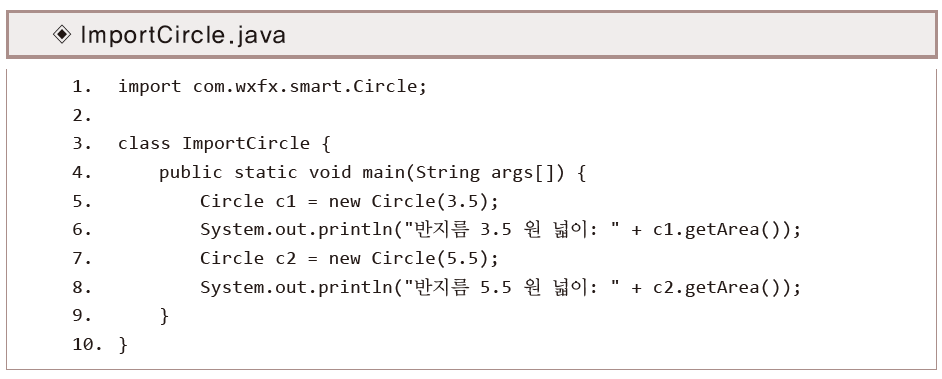 ◈ ImportCircle.java
1. import com.wxfx.smart.Circle;
2.
3. class ImportCircle {
4.     public static void main(String args[]) {
5.         Circle c1 = new Circle(3.5);
6.         System.out.println("반지름 3.5 원 넓이: " + c1.getArea());
7.         Circle c2 = new Circle(5.5);
8.         System.out.println("반지름 5.5 원 넓이: " + c2.getArea());
9.     }
10. }